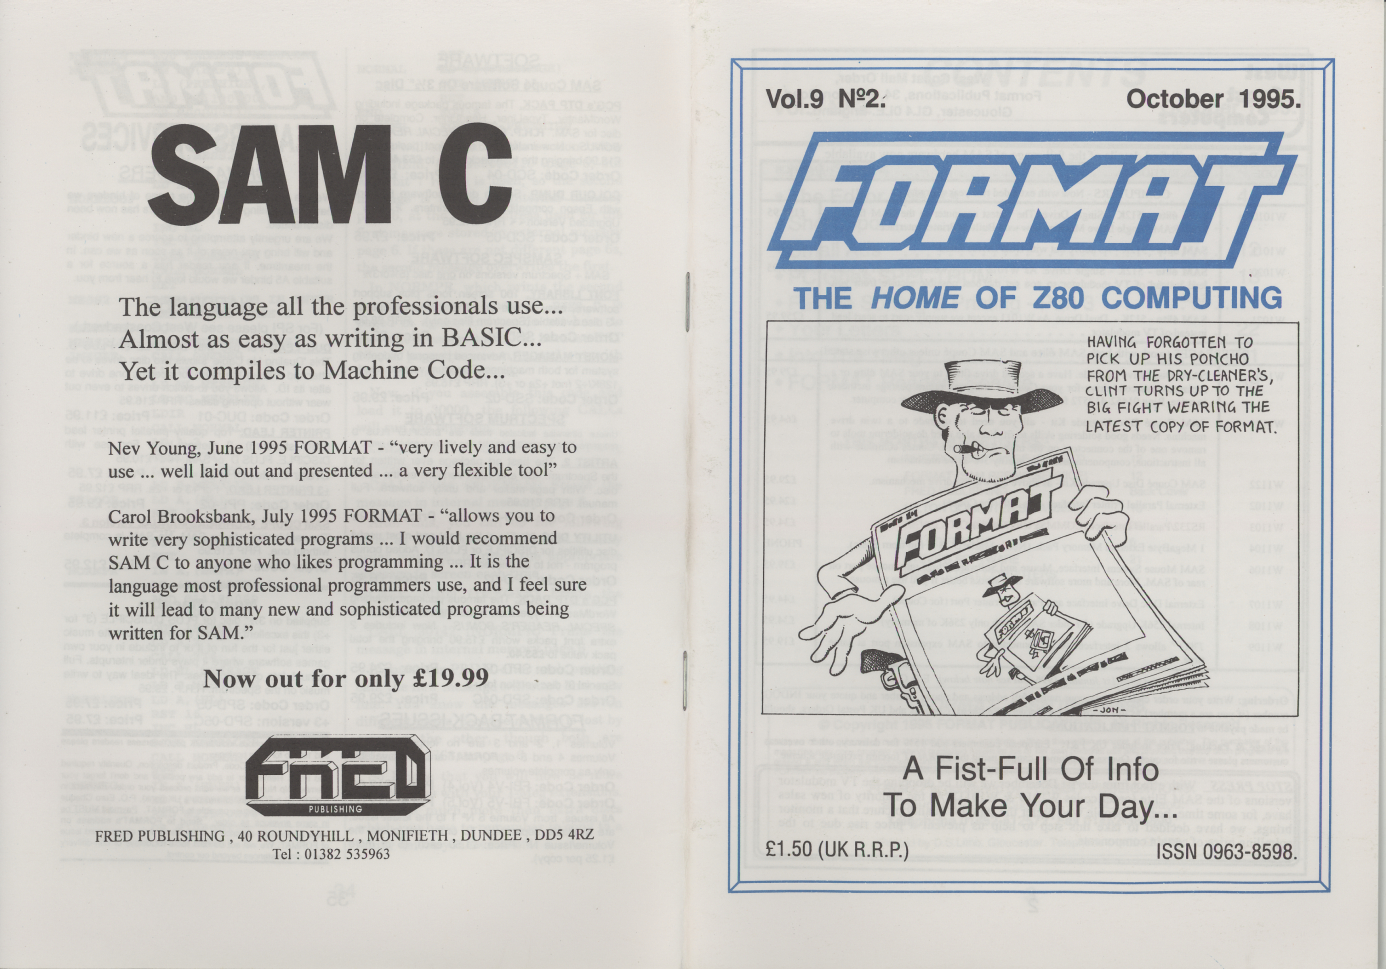 SAM C
The language all the professionals use...
Almost as easy as writing in BASIC...
Yet it compiles to Machine Code...
Nev Young, June 1995 FORMAT - “very lively and easy to
use ... well laid out and presented ... a very flexible tool”
Carol Brooksbank, July 1995 FORMAT - “allows you to
write very sophisticated programs ... I would recommend
SAM C to anyone who likes programming ... It is the
language most professional programmers use, and I feel sure
it will lead to many new and sophisticated programs being
written for SAM.”
Now out for only £19.99
FRED
PUBLISHING
FRED PUBLISHING , 40 ROUNDYHILL , MONIFIETH , DUNDEE , DD5 4RZ
Tel : 01382 535963
Vol.9 Nº2.
October 1995.
FORMAT
THE HOME OF Z80 COMPUTING
HAVING FORGOTTEN TO
PICK UP HIS PONCHO
FROM THE DRY-CLEANER'S,
CLINT TURNS UP TO THE
BIG FIGHT WEARING THE
LATEST COPY OF FORMAT.
FORMAT
-JON-
A Fist-Full Of Info
To Make Your Day...
£1.50 (UK R.R.P.)
ISSN 0963-8598.